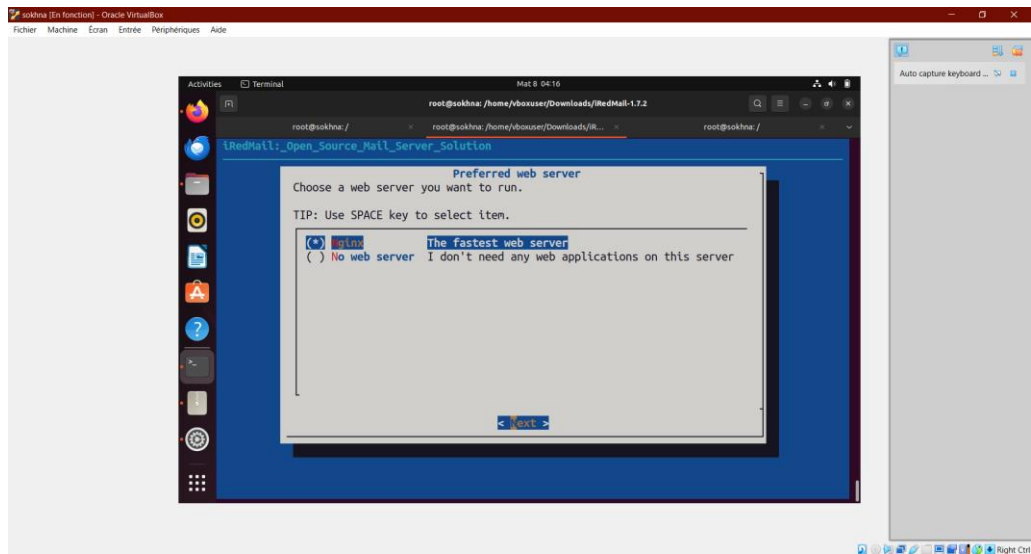 sokhna [En fonction] - Oracle VirtualBox
Fichier Machine Écran Entrée Périphériques Aide
Auto capture keyboard ...
Activities Terminal Mat 8 04:16
root@sokhna: /home/vboxuser/Downloads/iRedMail-1.7.2
root@sokhna: / root@sokhna: /home/vboxuser/Downloads/iR... root@sokhna: /
iRedMail:_Open_Source_Mail_Server_Solution
Preferred web server
Choose a web server you want to run.
TIP: Use SPACE key to select item.
(*) Nginx The fastest web server
( ) No web server I don't need any web applications on this server
< Next >
Right Ctrl